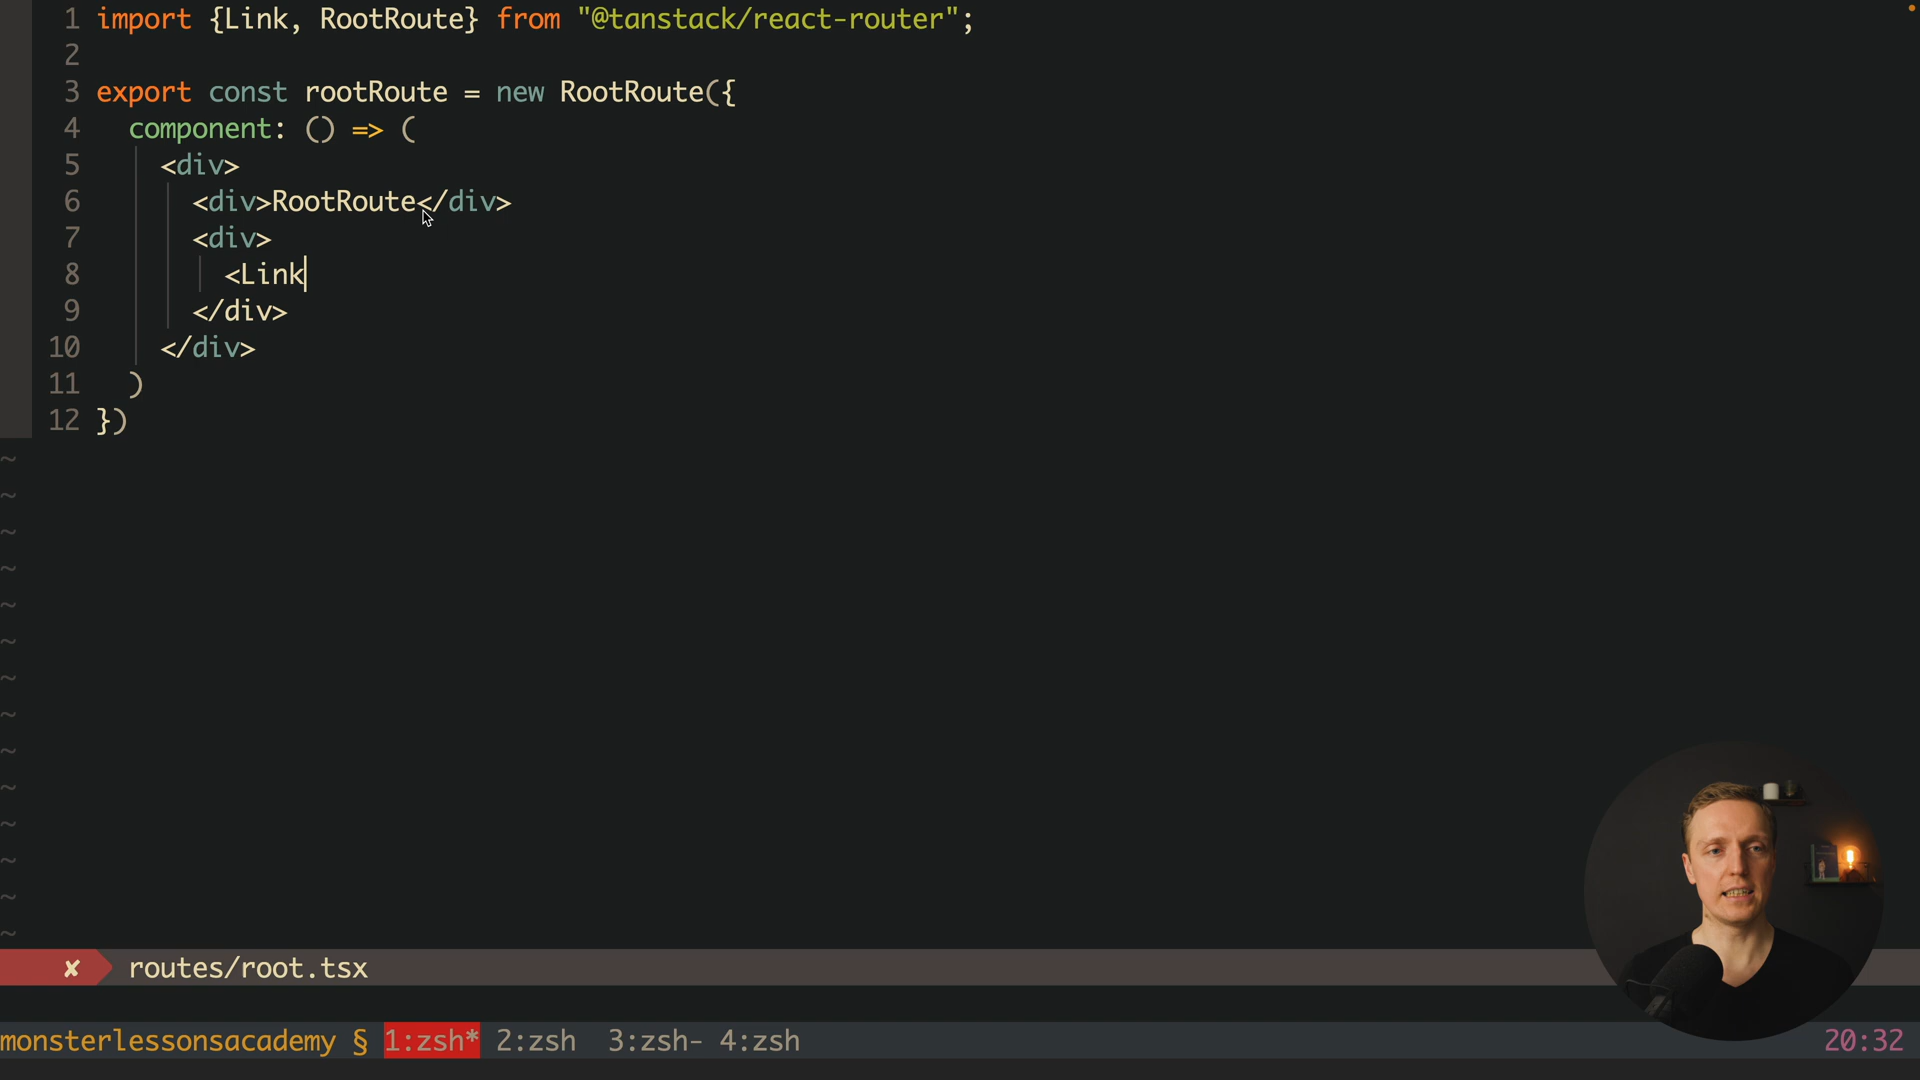 1 import {Link, RootRoute} from "@tanstack/react-router";
2
3 export const rootRoute = new RootRoute({
4   component: () => (
5     <div>
6       <div>RootRoute</div>
7       <div>
8         <Link
9       </div>
10     </div>
11   )
12 })
~
~
~
~
~
~
~
~
~
~
~
~
~
~
✘ routes/root.tsx
monsterlessonsacademy § 1:zsh* 2:zsh 3:zsh- 4:zsh 20:32